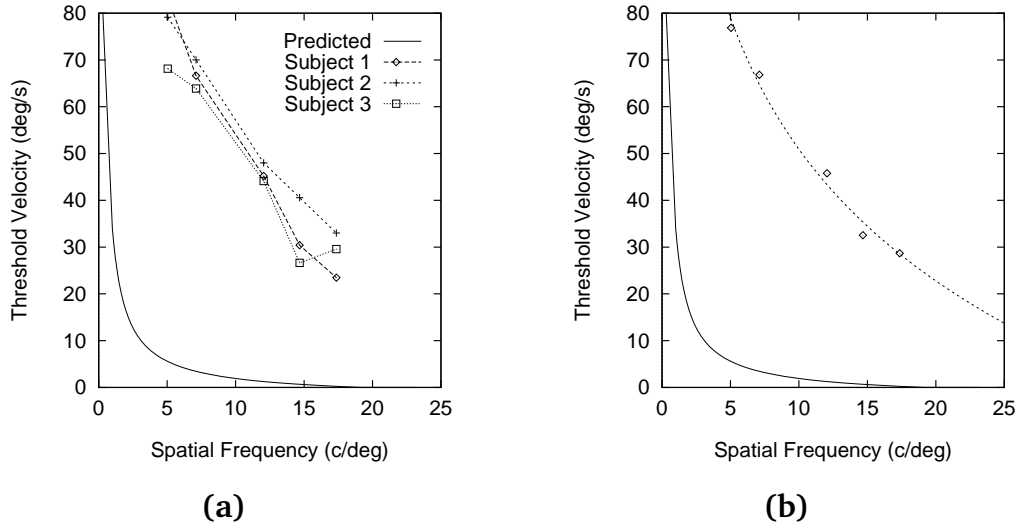 80
70
60
50
40
30
20
10
0
Threshold Velocity (deg/s)
Predicted
Subject 1
Subject 2
Subject 3
0 5 10 15 20 25
Spatial Frequency (c/deg)
(a)
80
70
60
50
40
30
20
10
0
Threshold Velocity (deg/s)
0 5 10 15 20 25
Spatial Frequency (c/deg)
(b)